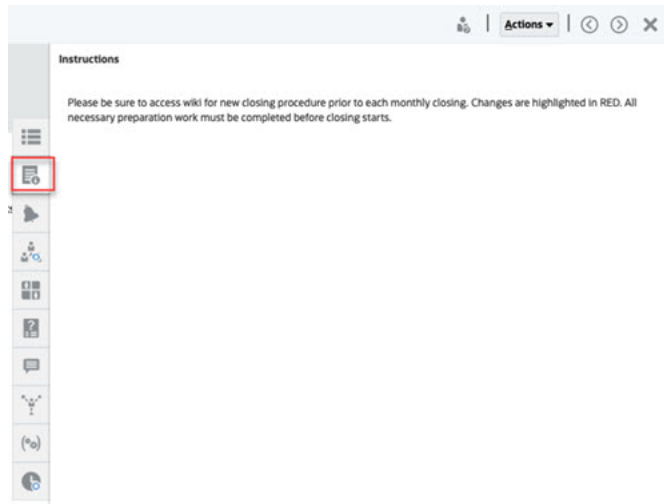 Actions
Instructions
Please be sure to access wiki for new closing procedure prior to each monthly closing. Changes are highlighted in RED. All
necessary preparation work must be completed before closing starts.